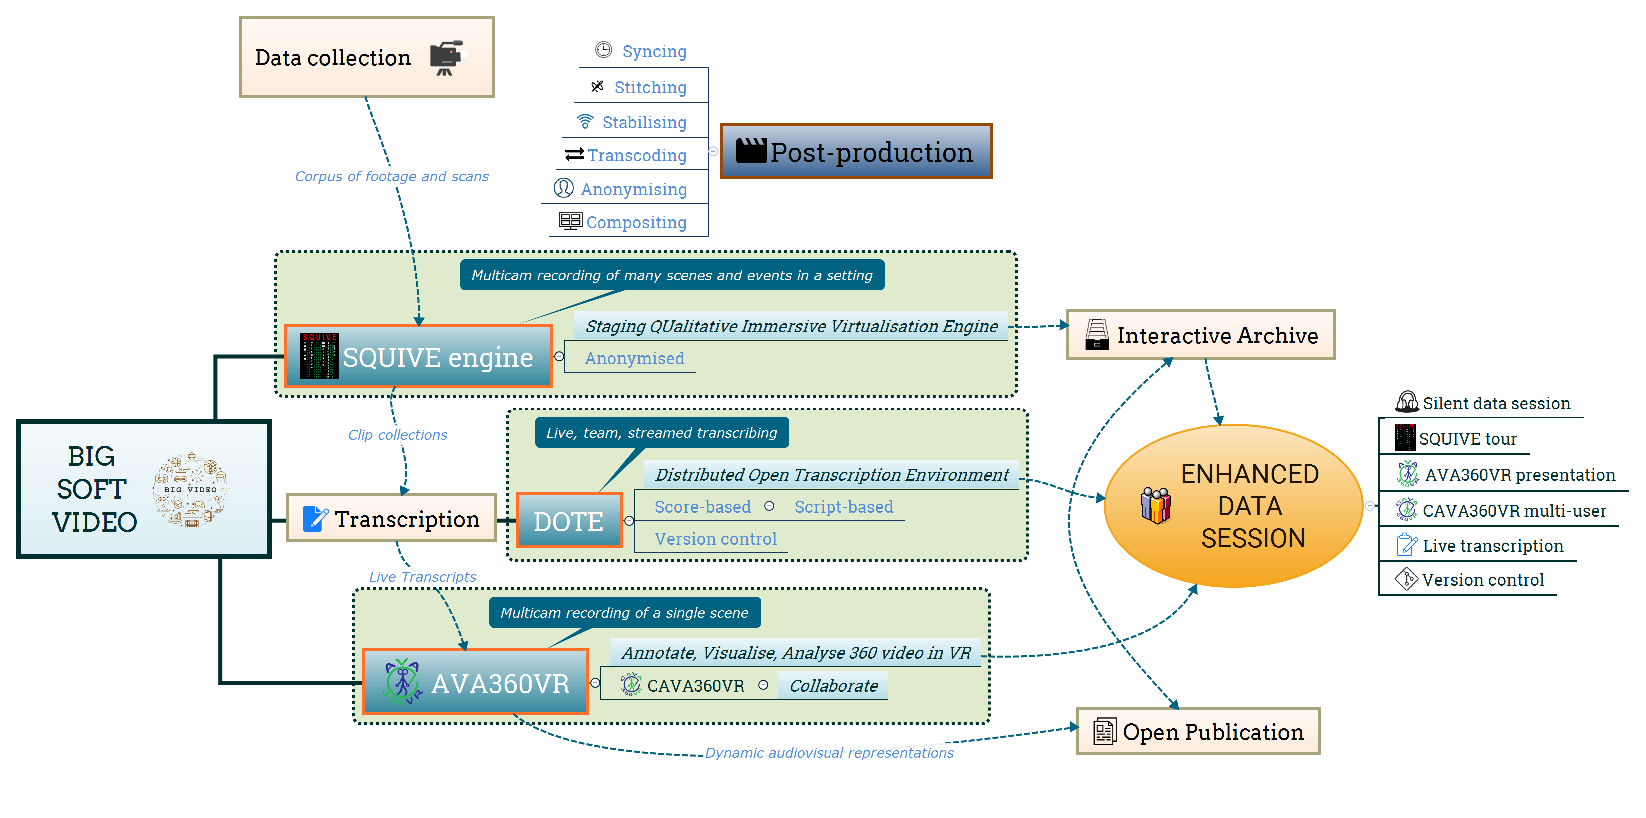 Data collection
Syncing
Stitching
Stabilising
Transcoding
Anonymising
Compositing
Post-production
Corpus of footage and scans
Multicam recording of many scenes and events in a setting
SQUIVE
SQUIVE engine
Staging QUalitative Immersive Virtualisation Engine
Anonymised
Interactive Archive
Clip collections
Live, team, streamed transcribing
BIG
SOFT
VIDEO
BIG VIDEO
Transcription
DOTE
Distributed Open Transcription Environment
Score-based
Script-based
Version control
ENHANCED
DATA
SESSION
Silent data session
SQUIVE tour
AVA360VR presentation
CAVA360VR multi-user
Live transcription
Version control
Live Transcripts
Multicam recording of a single scene
AVA360VR
Annotate, Visualise, Analyse 360 video in VR
CAVA360VR
Collaborate
Open Publication
Dynamic audiovisual representations